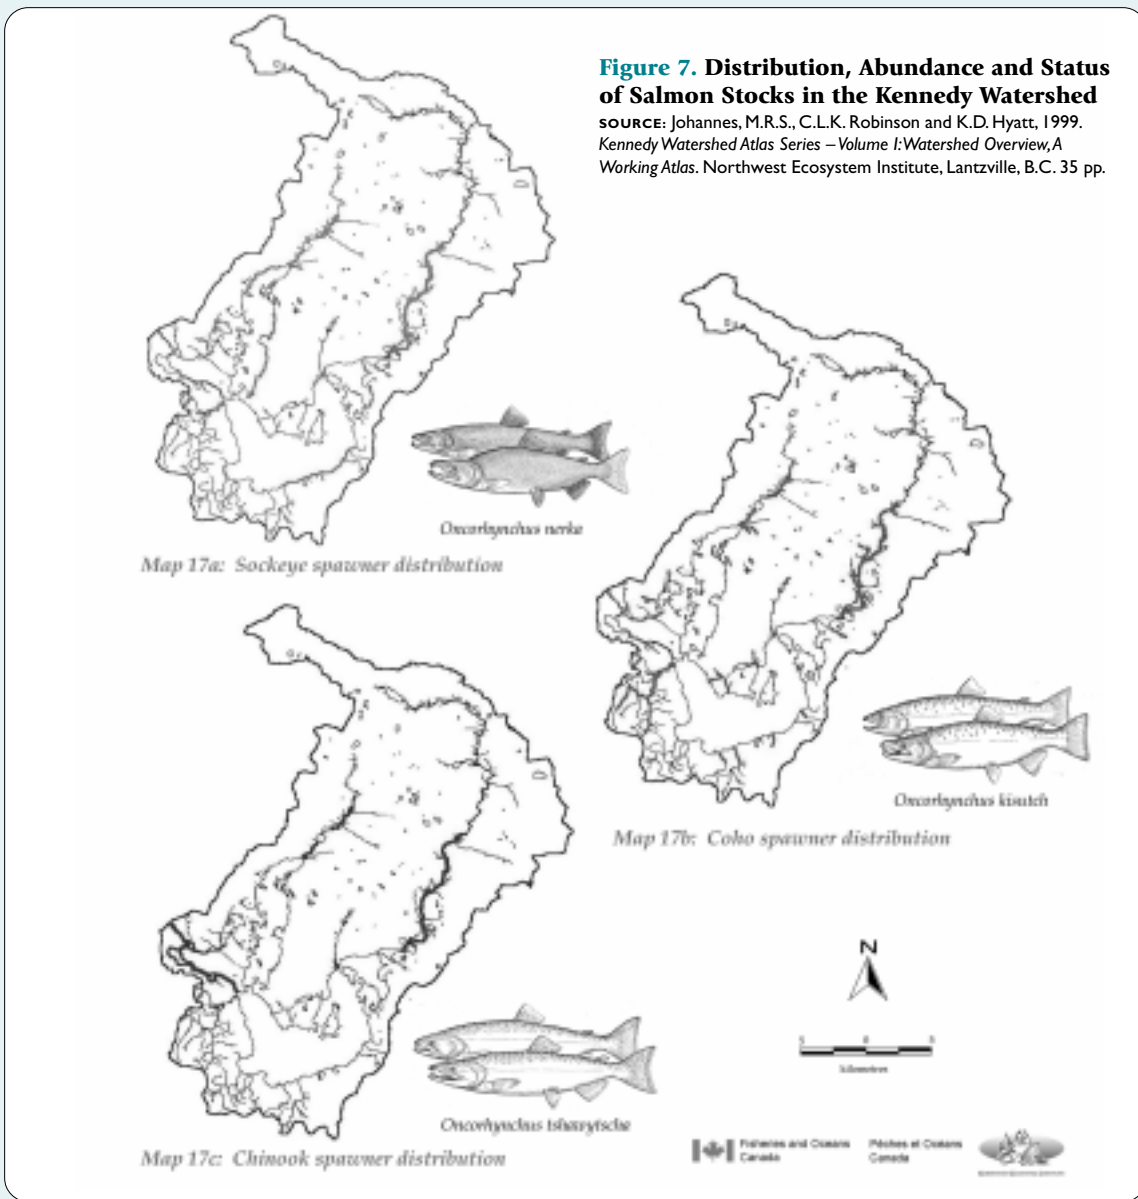 Figure 7. Distribution, Abundance and Status
of Salmon Stocks in the Kennedy Watershed
SOURCE: Johannes, M.R.S., C.L.K. Robinson and K.D. Hyatt, 1999.
Kennedy Watershed Atlas Series – Volume I: Watershed Overview, A
Working Atlas. Northwest Ecosystem Institute, Lantzville, B.C. 35 pp.
Oncorhynchus nerka
Map 17a: Sockeye spawner distribution
Oncorhynchus kisutch
Map 17b: Coho spawner distribution
N
kilometres
Oncorhynchus tshawytscha
Map 17c: Chinook spawner distribution
Fisheries and Oceans Pêches et Océans
Canada Canada